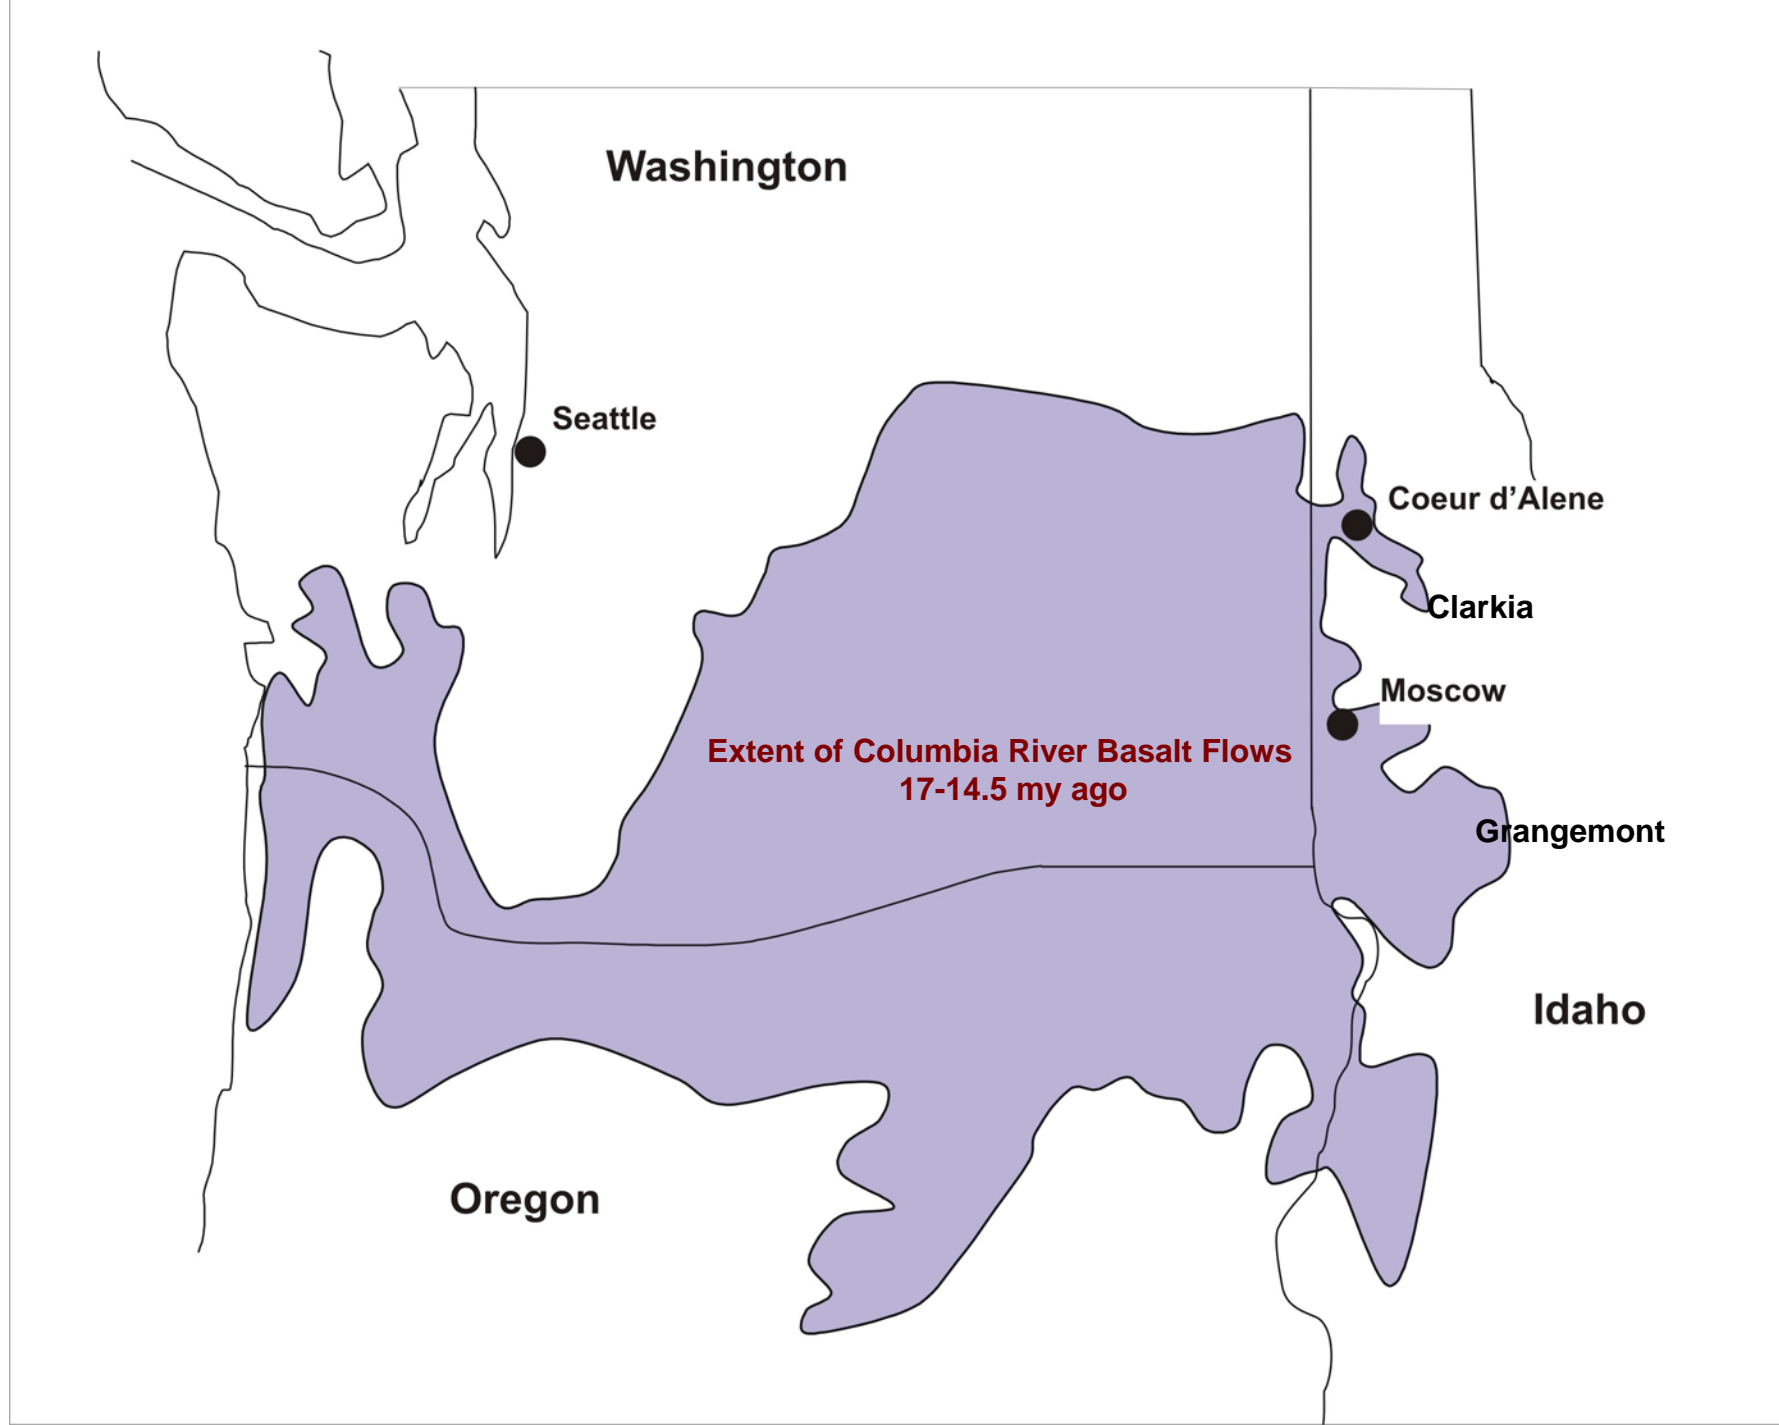 Washington
Seattle
Coeur d’Alene
Clarkia
Moscow
Extent of Columbia River Basalt Flows
17-14.5 my ago
Grangemont
Idaho
Oregon